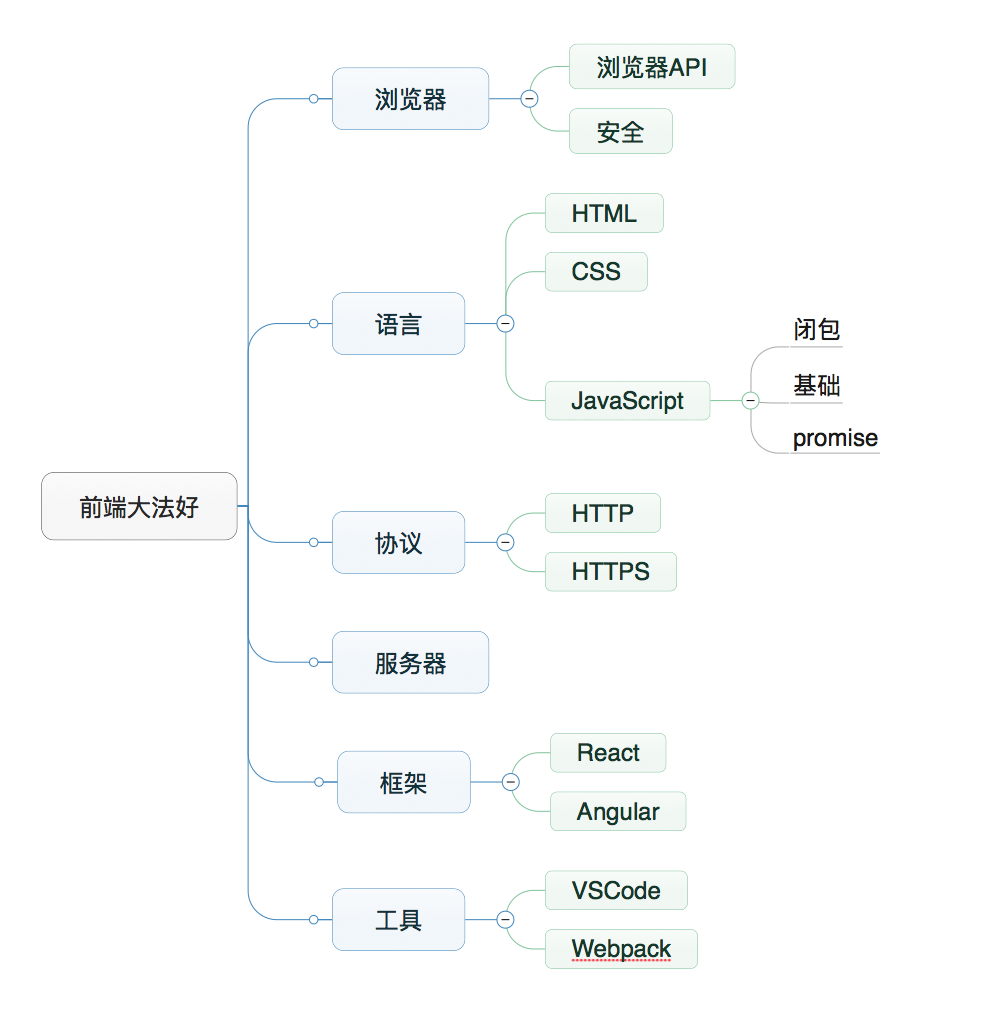 浏览器
浏览器API
安全
语言
HTML
CSS
JavaScript
闭包
基础
promise
前端大法好
协议
HTTP
HTTPS
服务器
框架
React
Angular
工具
VSCode
Webpack